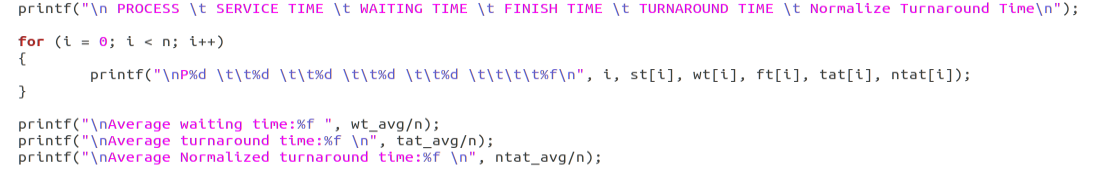 printf("\n PROCESS \t SERVICE TIME \t WAITING TIME \t FINISH TIME \t TURNAROUND TIME \t Normalize Turnaround Time\n");
for (i = 0; i < n; i++)
{
printf("\nP%d \t\t%d \t\t%d \t\t%d \t\t%d \t\t\t\t%f\n", i, st[i], wt[i], ft[i], tat[i], ntat[i]);
}
printf("\nAverage waiting time:%f ", wt_avg/n);
printf("\nAverage turnaround time:%f \n", tat_avg/n);
printf("\nAverage Normalized turnaround time:%f \n", ntat_avg/n);